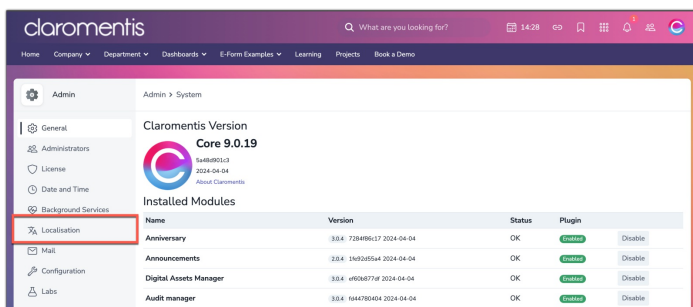 claromentis
What are you looking for?
14:28
1
Home Company Department Dashboards E-Form Examples Learning Projects Book a Demo
Admin
Admin > System
General
Administrators
License
Date and Time
Background Services
Localisation
Mail
Configuration
Labs
Claromentis Version
Core 9.0.19
5a48d901c3
2024-04-04
About Claromentis
Installed Modules
Name Version Status Plugin
Anniversary 3.0.4 7284f86c17 2024-04-04 OK Enabled Disable
Announcements 2.0.4 1fe92d55a4 2024-04-04 OK Enabled Disable
Digital Assets Manager 3.0.4 ef60b877df 2024-04-04 OK Enabled Disable
Audit manager 3.0.4 fd44780404 2024-04-04 OK Enabled Disable